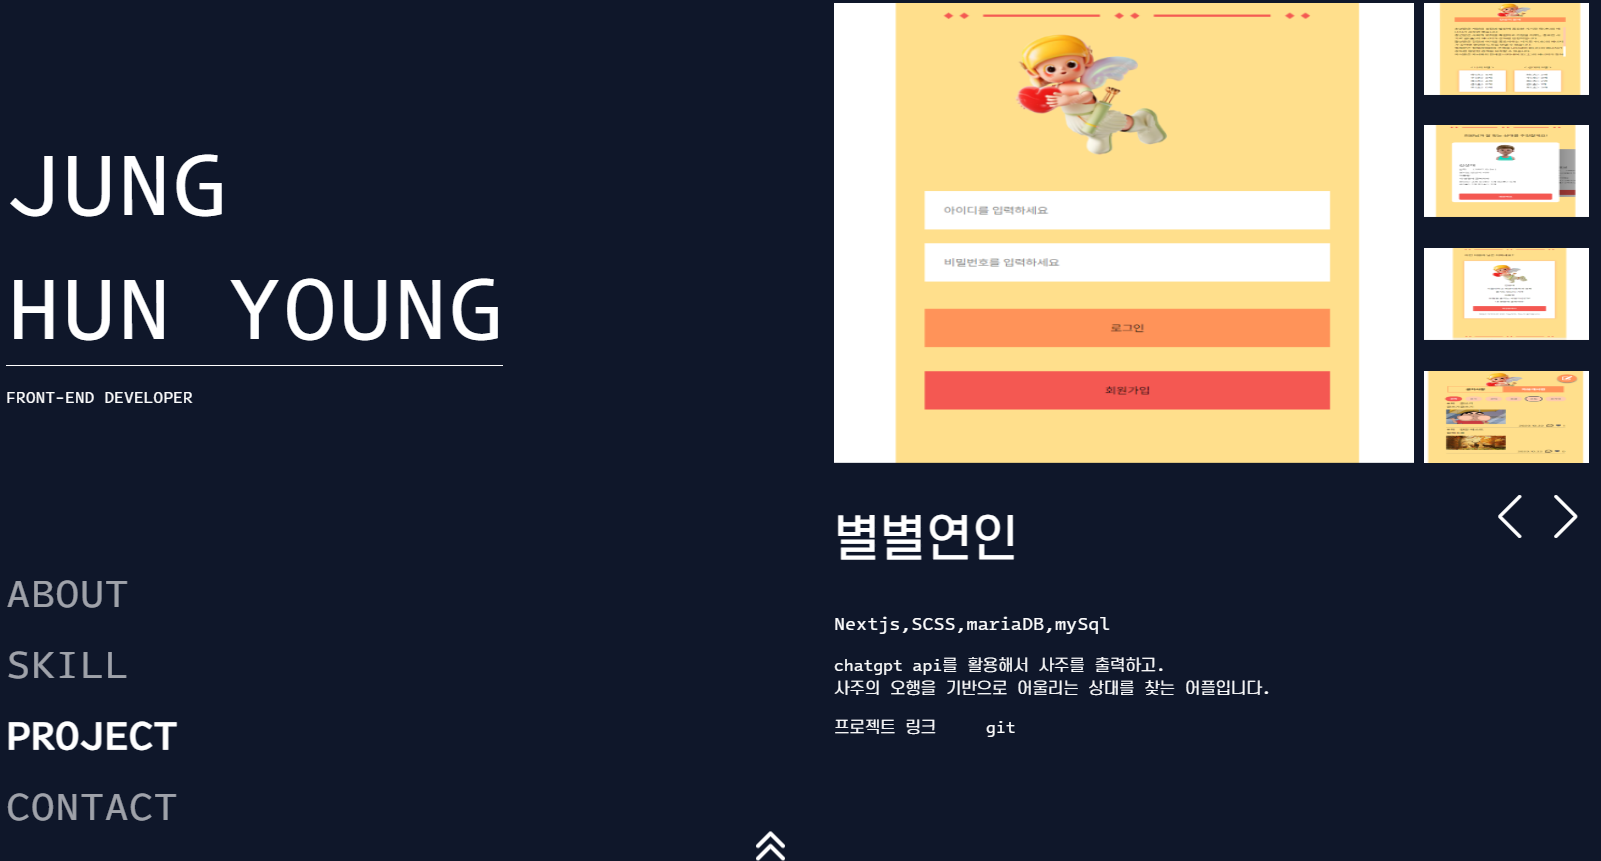 JUNG
HUN YOUNG
FRONT-END DEVELOPER
ABOUT
SKILL
PROJECT
CONTACT
아이디를 입력하세요
비밀번호를 입력하세요
로그인
회원가입
별별연인
Nextjs,SCSS,mariaDB,mySql
chatgpt api를 활용해서 사주를 출력하고.
사주의 오행을 기반으로 어울리는 상대를 찾는 어플입니다.
프로젝트 링크 git